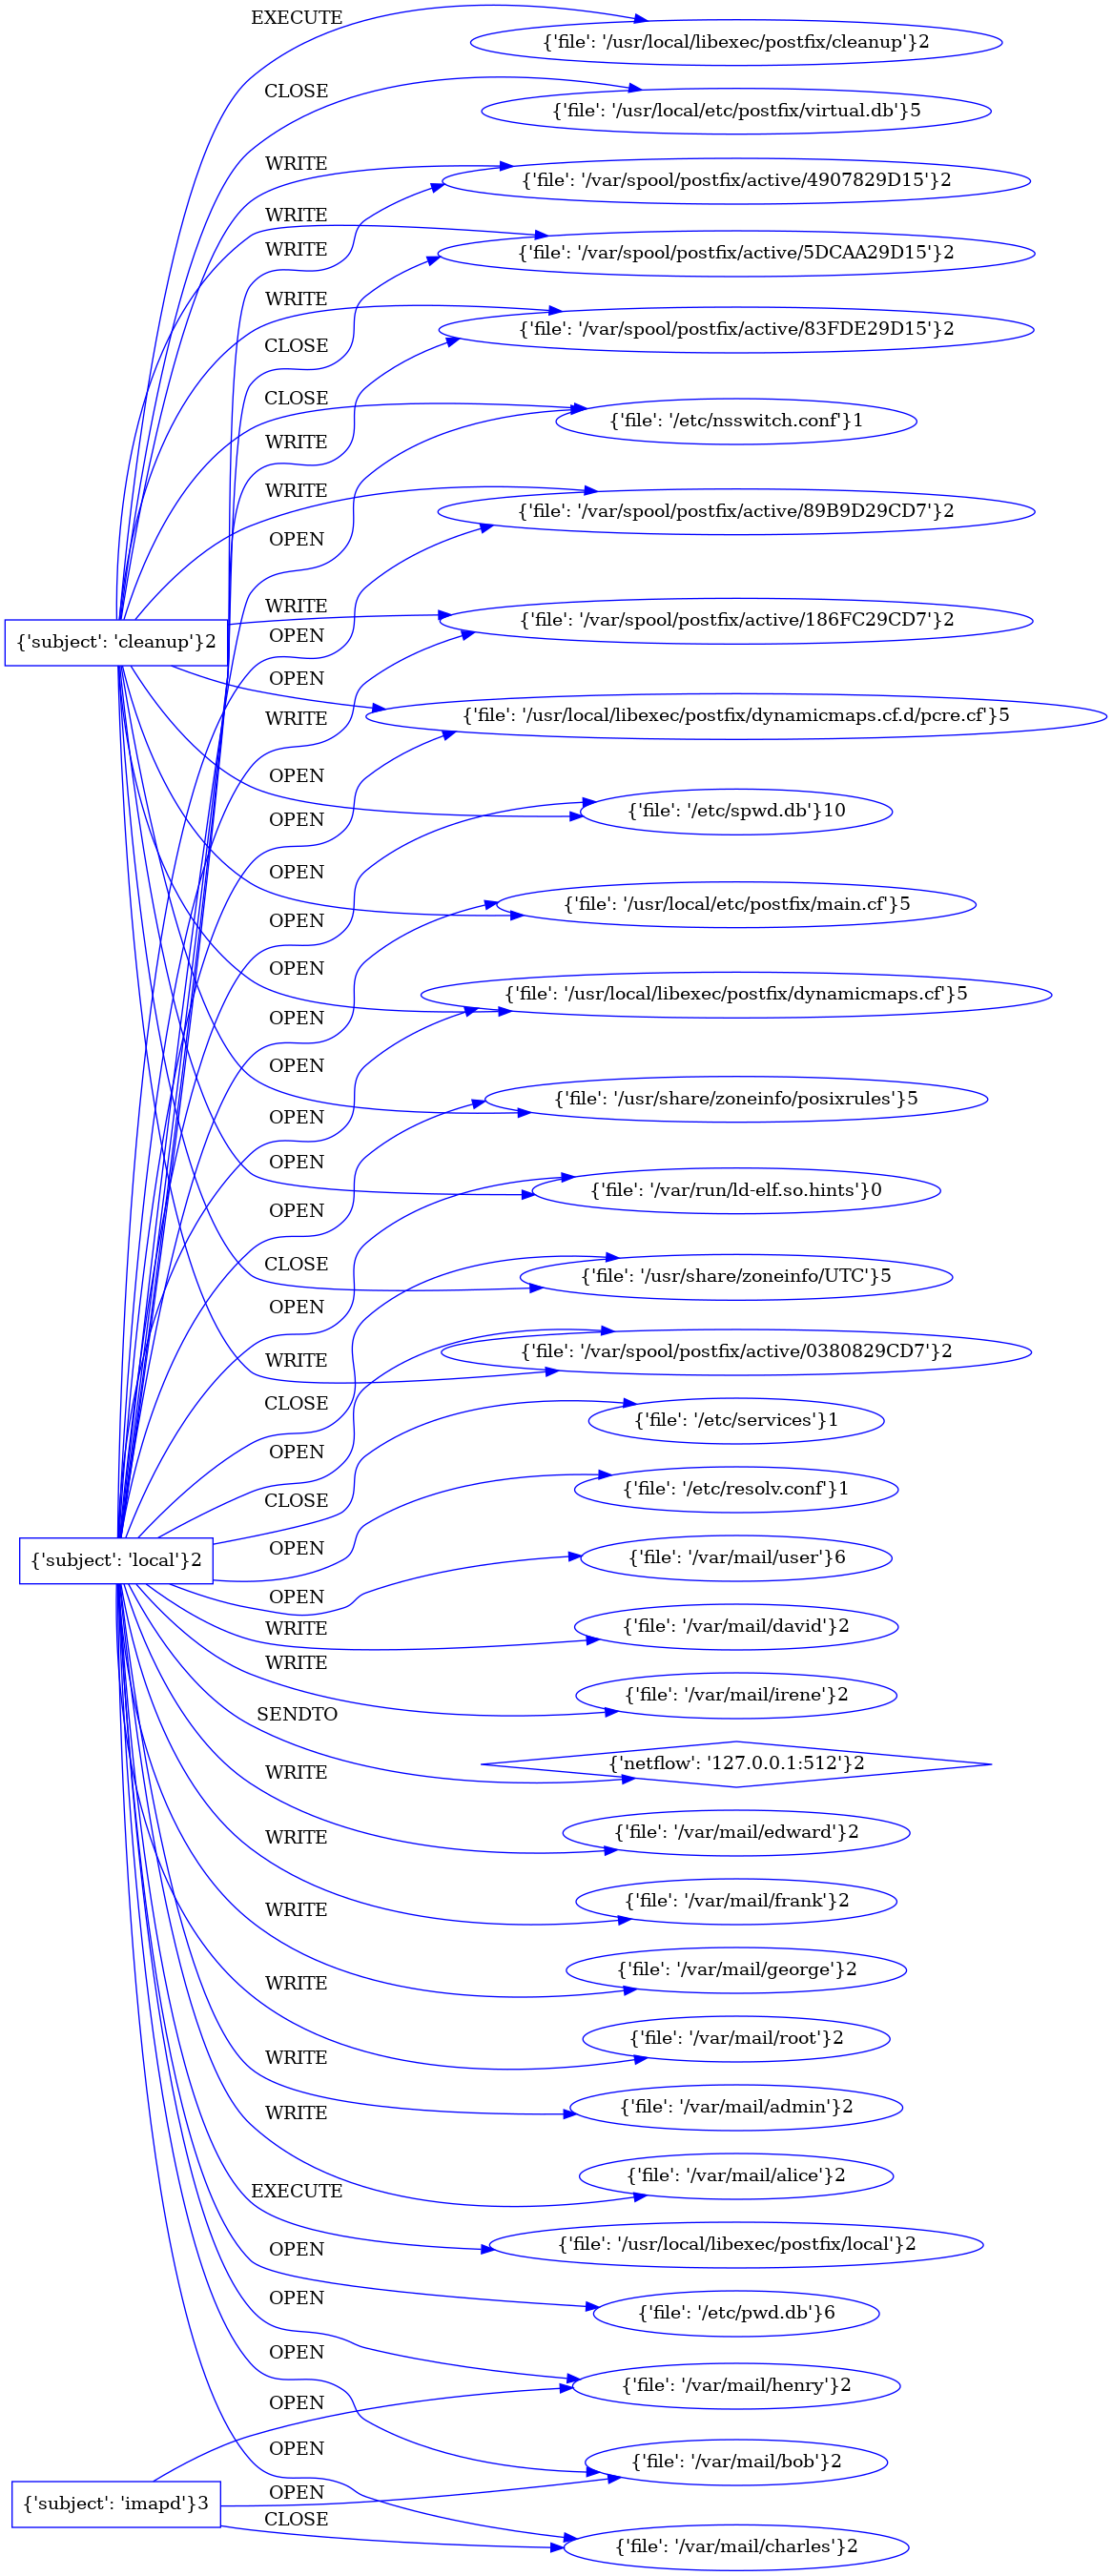 EXECUTE
{'file': '/usr/local/libexec/postfix/cleanup'}2
CLOSE
{'file': '/usr/local/etc/postfix/virtual.db'}5
WRITE
{'file': '/var/spool/postfix/active/4907829D15'}2
WRITE
WRITE
{'file': '/var/spool/postfix/active/5DCAA29D15'}2
WRITE
{'file': '/var/spool/postfix/active/83FDE29D15'}2
CLOSE
CLOSE
{'file': '/etc/nsswitch.conf'}1
WRITE
WRITE
{'file': '/var/spool/postfix/active/89B9D29CD7'}2
OPEN
WRITE
{'file': '/var/spool/postfix/active/186FC29CD7'}2
{'subject': 'cleanup'}2
OPEN
OPEN
{'file': '/usr/local/libexec/postfix/dynamicmaps.cf.d/pcre.cf'}5
WRITE
OPEN
{'file': '/etc/spwd.db'}10
OPEN
OPEN
{'file': '/usr/local/etc/postfix/main.cf'}5
OPEN
OPEN
{'file': '/usr/local/libexec/postfix/dynamicmaps.cf'}5
OPEN
OPEN
{'file': '/usr/share/zoneinfo/posixrules'}5
OPEN
OPEN
{'file': '/var/run/ld-elf.so.hints'}0
OPEN
CLOSE
{'file': '/usr/share/zoneinfo/UTC'}5
OPEN
WRITE
{'file': '/var/spool/postfix/active/0380829CD7'}2
CLOSE
{'file': '/etc/services'}1
OPEN
{'file': '/etc/resolv.conf'}1
CLOSE
OPEN
{'subject': 'local'}2
{'file': '/var/mail/user'}6
OPEN
WRITE
{'file': '/var/mail/david'}2
WRITE
{'file': '/var/mail/irene'}2
SENDTO
{'netflow': '127.0.0.1:512'}2
WRITE
{'file': '/var/mail/edward'}2
WRITE
{'file': '/var/mail/frank'}2
WRITE
{'file': '/var/mail/george'}2
WRITE
{'file': '/var/mail/root'}2
WRITE
{'file': '/var/mail/admin'}2
WRITE
{'file': '/var/mail/alice'}2
EXECUTE
{'file': '/usr/local/libexec/postfix/local'}2
OPEN
{'file': '/etc/pwd.db'}6
OPEN
OPEN
{'file': '/var/mail/henry'}2
OPEN
OPEN
{'file': '/var/mail/bob'}2
{'subject': 'imapd'}3
OPEN
CLOSE
{'file': '/var/mail/charles'}2